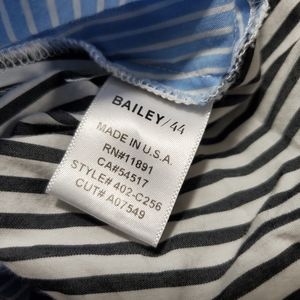 BAILEY/44
MADE IN U.S.A.
RN#11891
CA#54517
STYLE# 402-C256
CUT# A07549